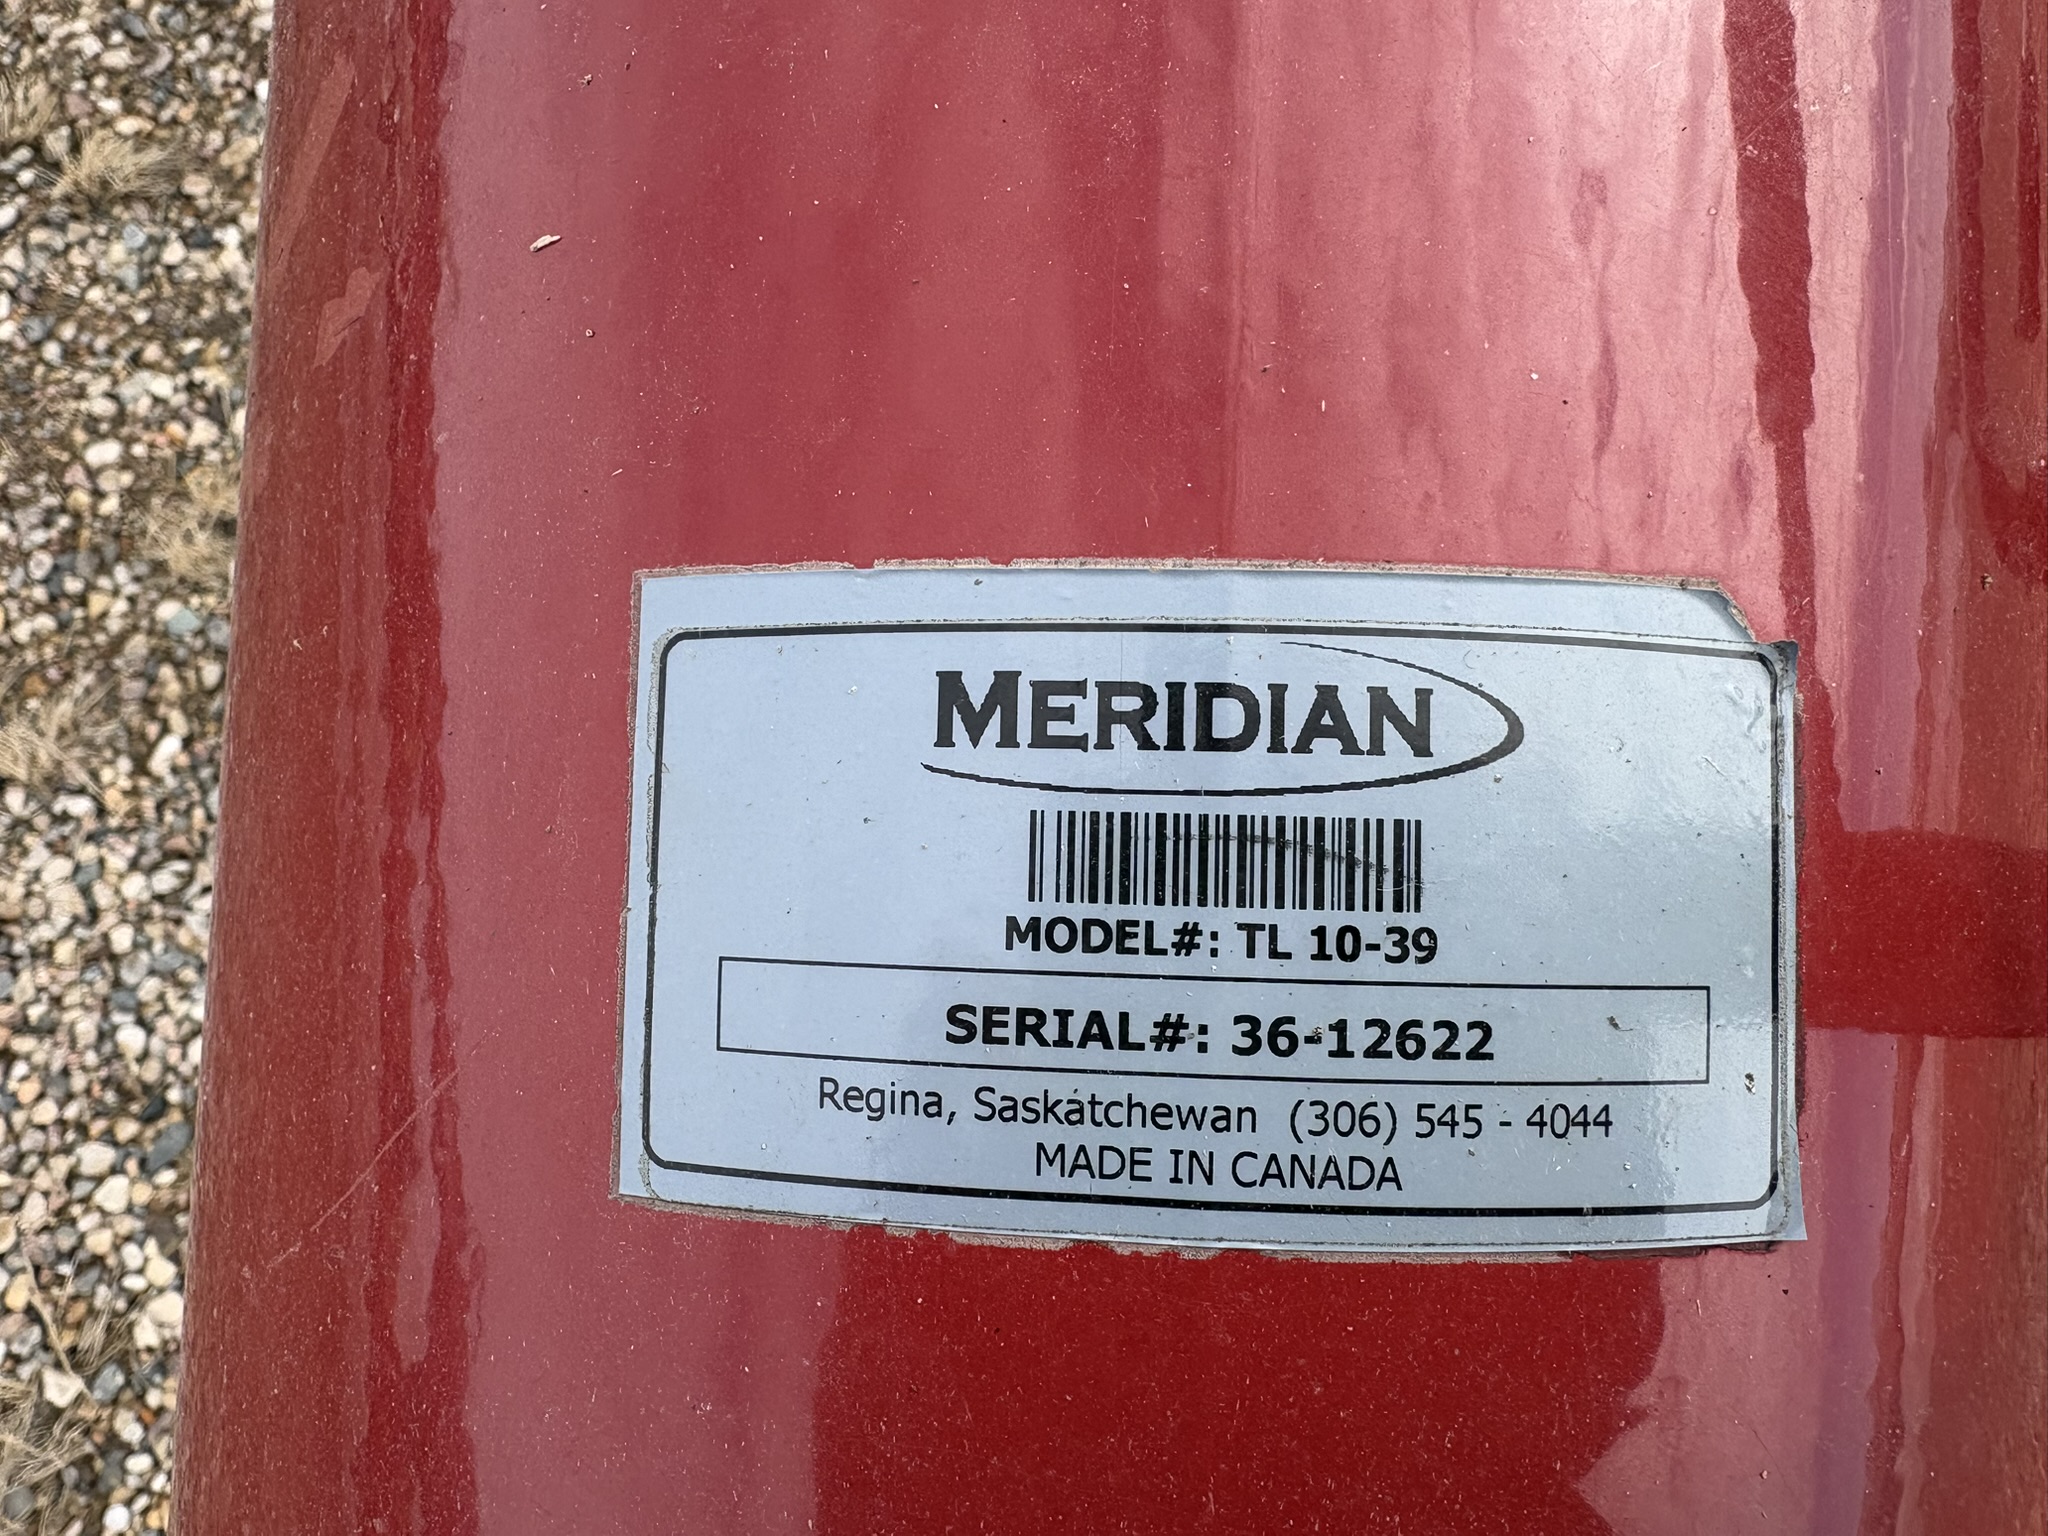 MERIDIAN
MODEL#: TL 10-39
SERIAL#: 36-12622
Regina, Saskatchewan (306) 545 - 4044
MADE IN CANADA